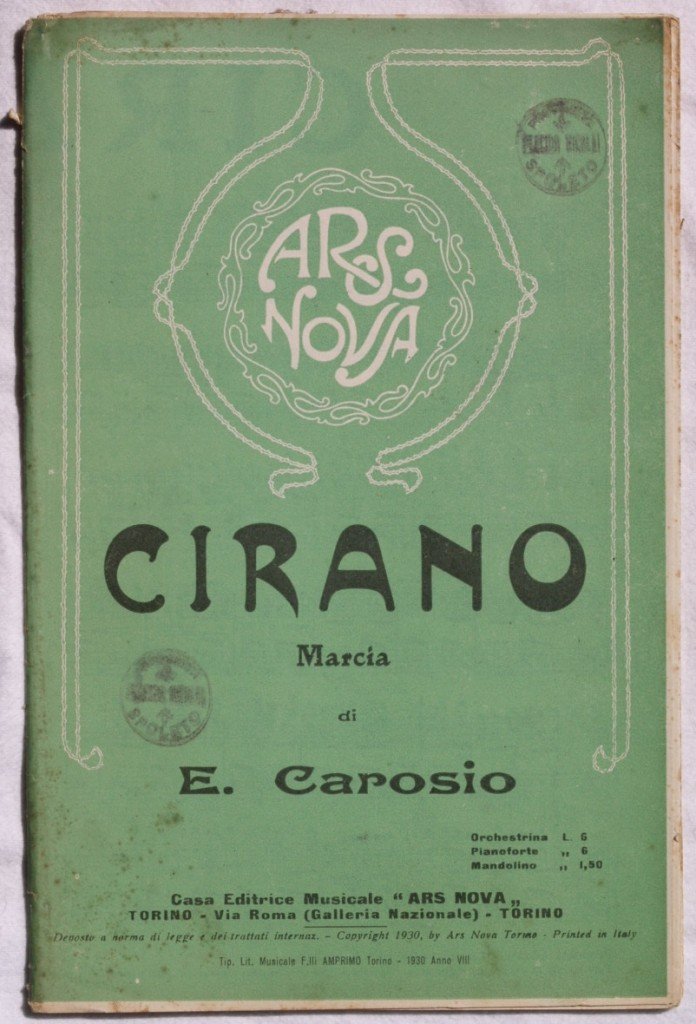 ARS
NOVA
SPOLETO
CIRANO
Marcia
di
SPOLETO
E. Carosio
Orchestrina L. 6
Pianoforte „ 6
Mandolino „ 1,50
Casa Editrice Musicale “ ARS NOVA „
TORINO - Via Roma (Galleria Nazionale) - TORINO
Deposto a norma di legge e dei trattati internaz. - Copyright 1930, by Ars Nova Torino - Printed in Italy
Tip. Lit. Musicale F.lli AMPRIMO Torino - 1930 Anno VIII